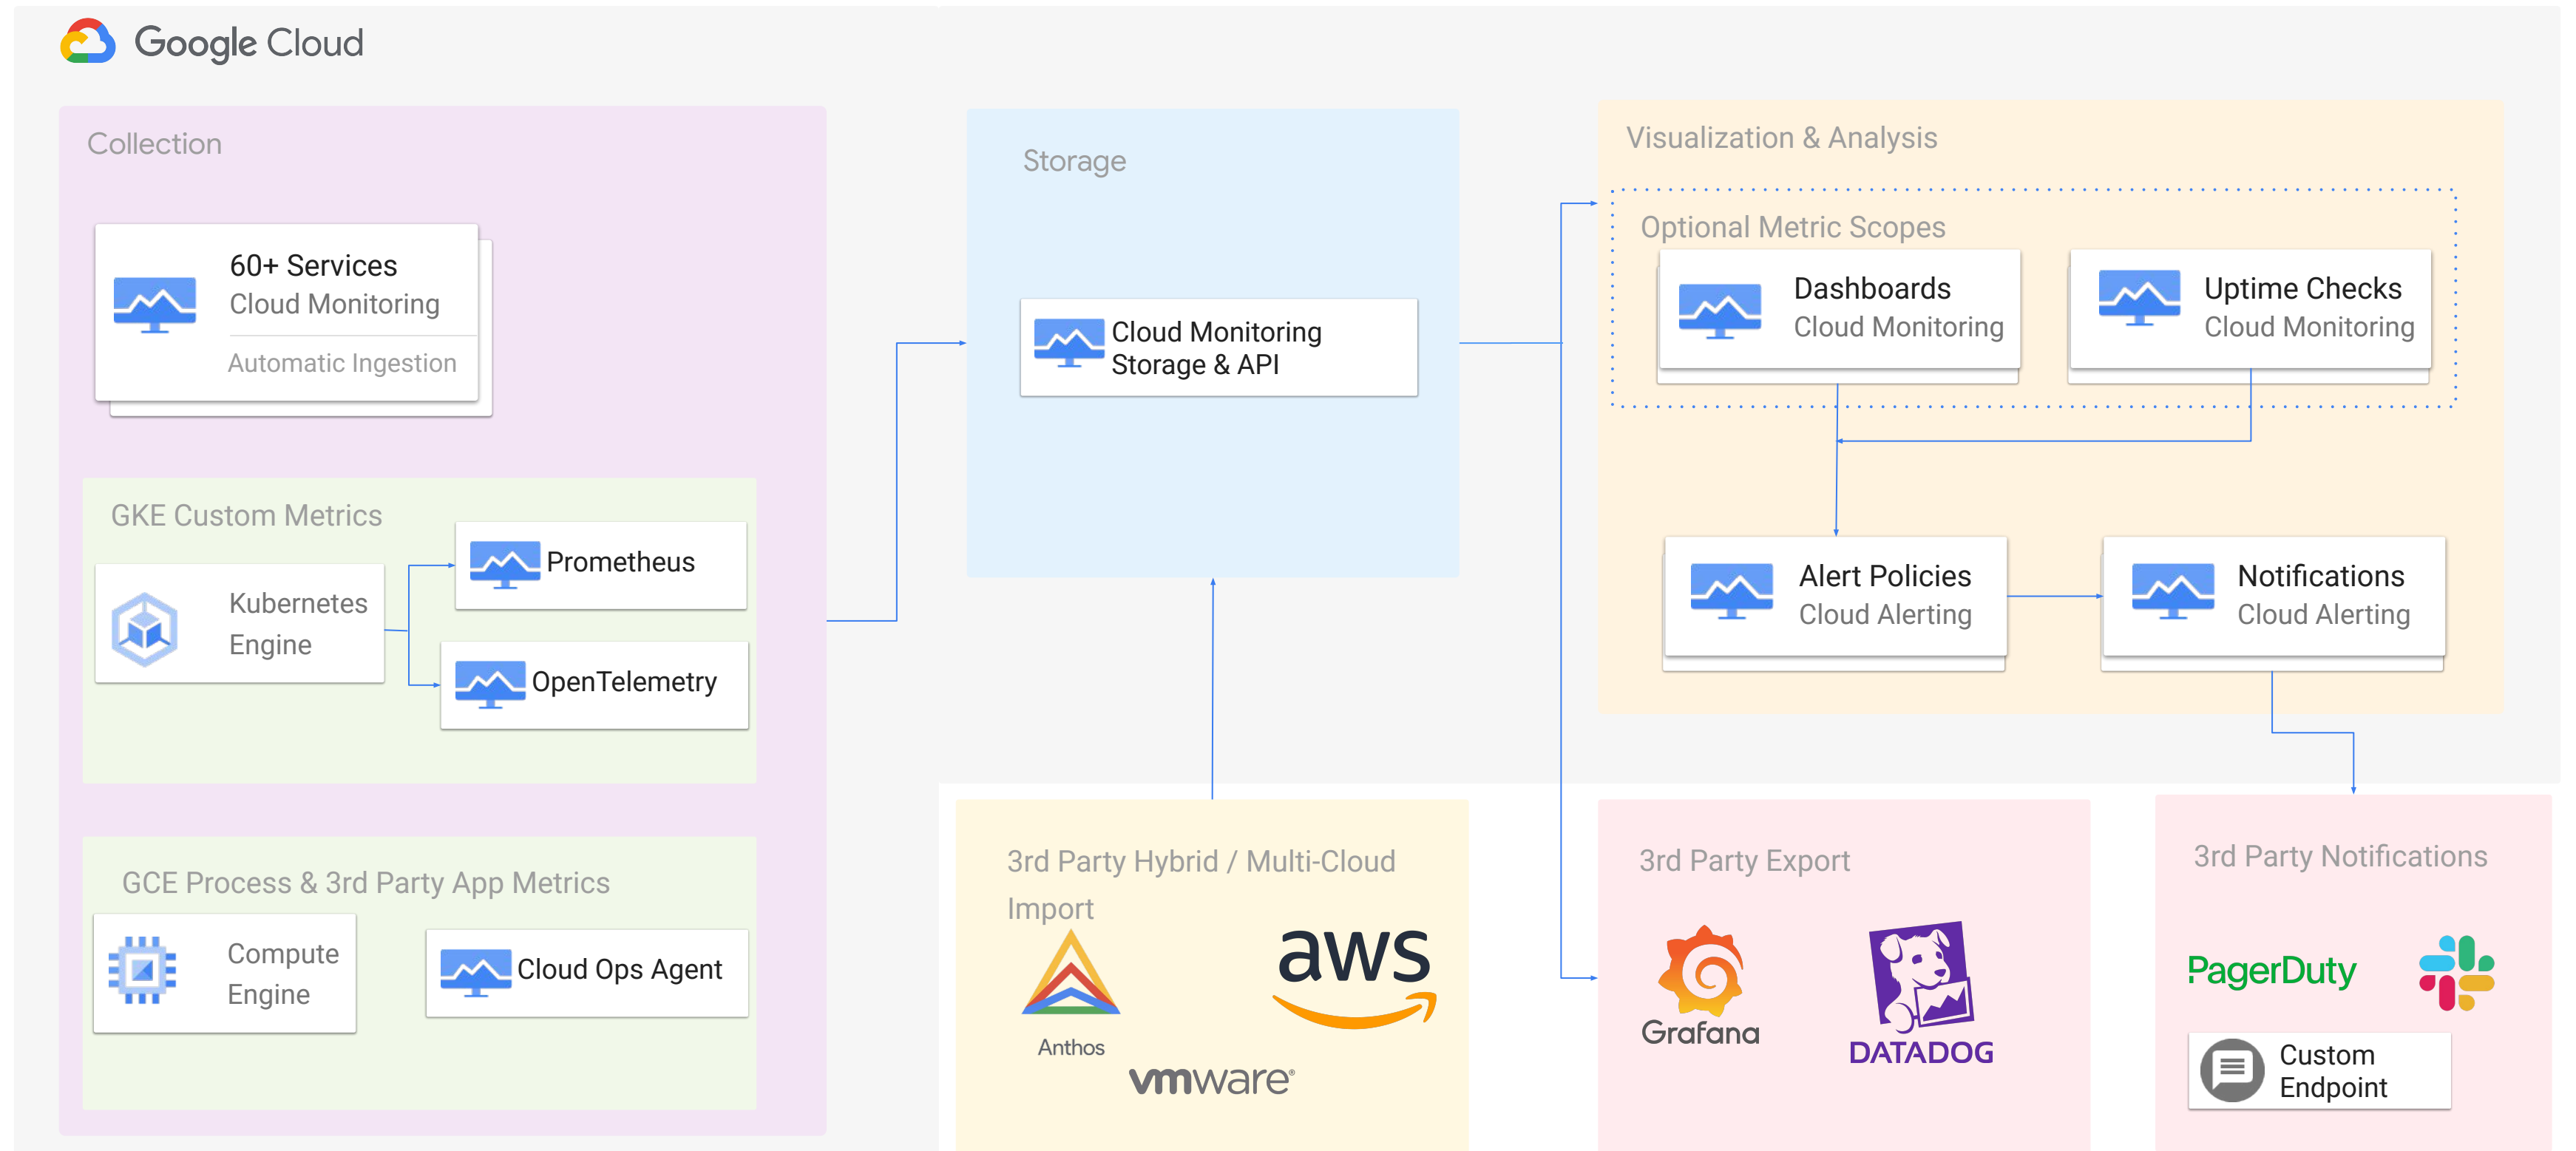 Google Cloud
Collection
60+ Services
Cloud Monitoring
Automatic Ingestion
GKE Custom Metrics
Kubernetes
Engine
Prometheus
OpenTelemetry
GCE Process & 3rd Party App Metrics
Compute
Engine
Cloud Ops Agent
Storage
Cloud Monitoring
Storage & API
3rd Party Hybrid / Multi-Cloud
Import
Anthos
aws
vmware®
Visualization & Analysis
Optional Metric Scopes
Dashboards
Cloud Monitoring
Uptime Checks
Cloud Monitoring
Alert Policies
Cloud Alerting
Notifications
Cloud Alerting
3rd Party Export
Grafana
DATADOG
3rd Party Notifications
PagerDuty
Custom
Endpoint